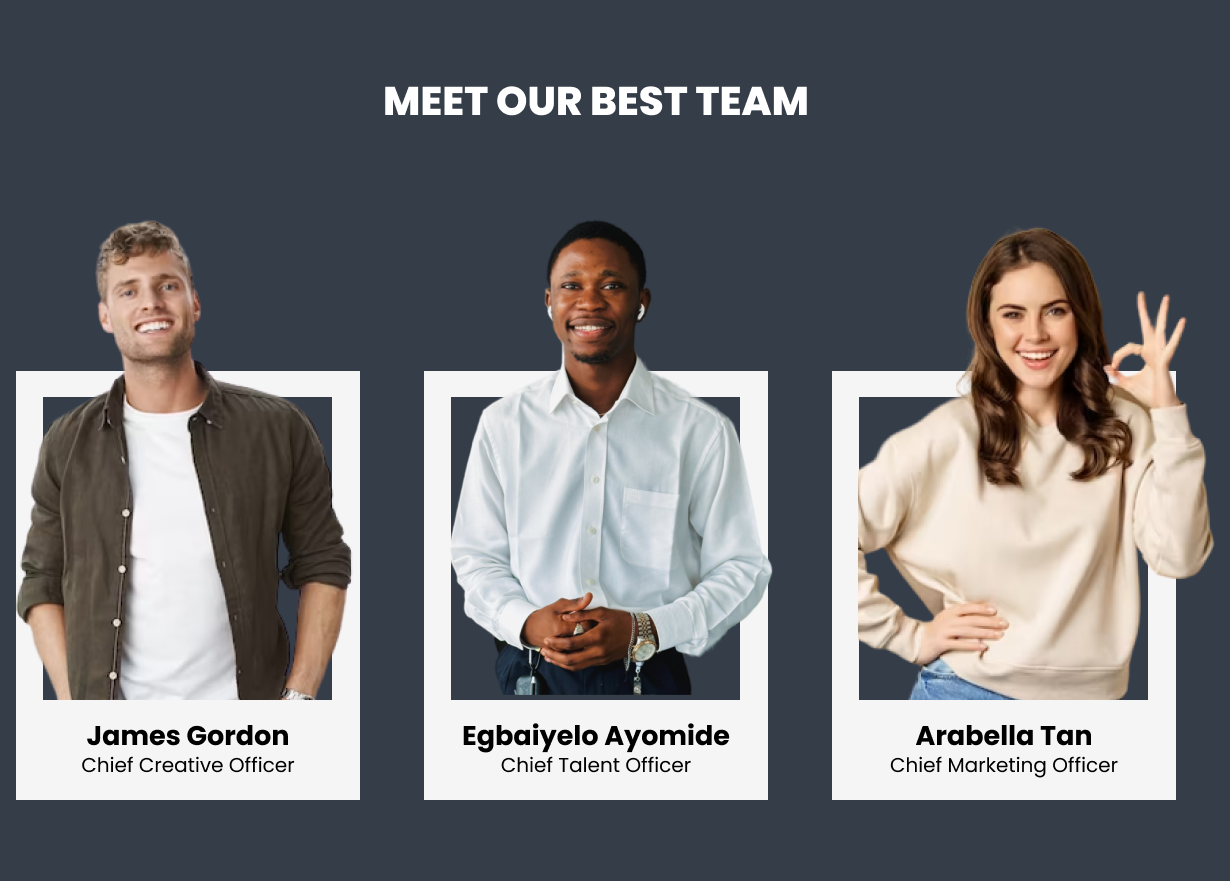 MEET OUR BEST TEAM
James Gordon
Chief Creative Officer
Egbaiyelo Ayomide
Chief Talent Officer
Arabella Tan
Chief Marketing Officer